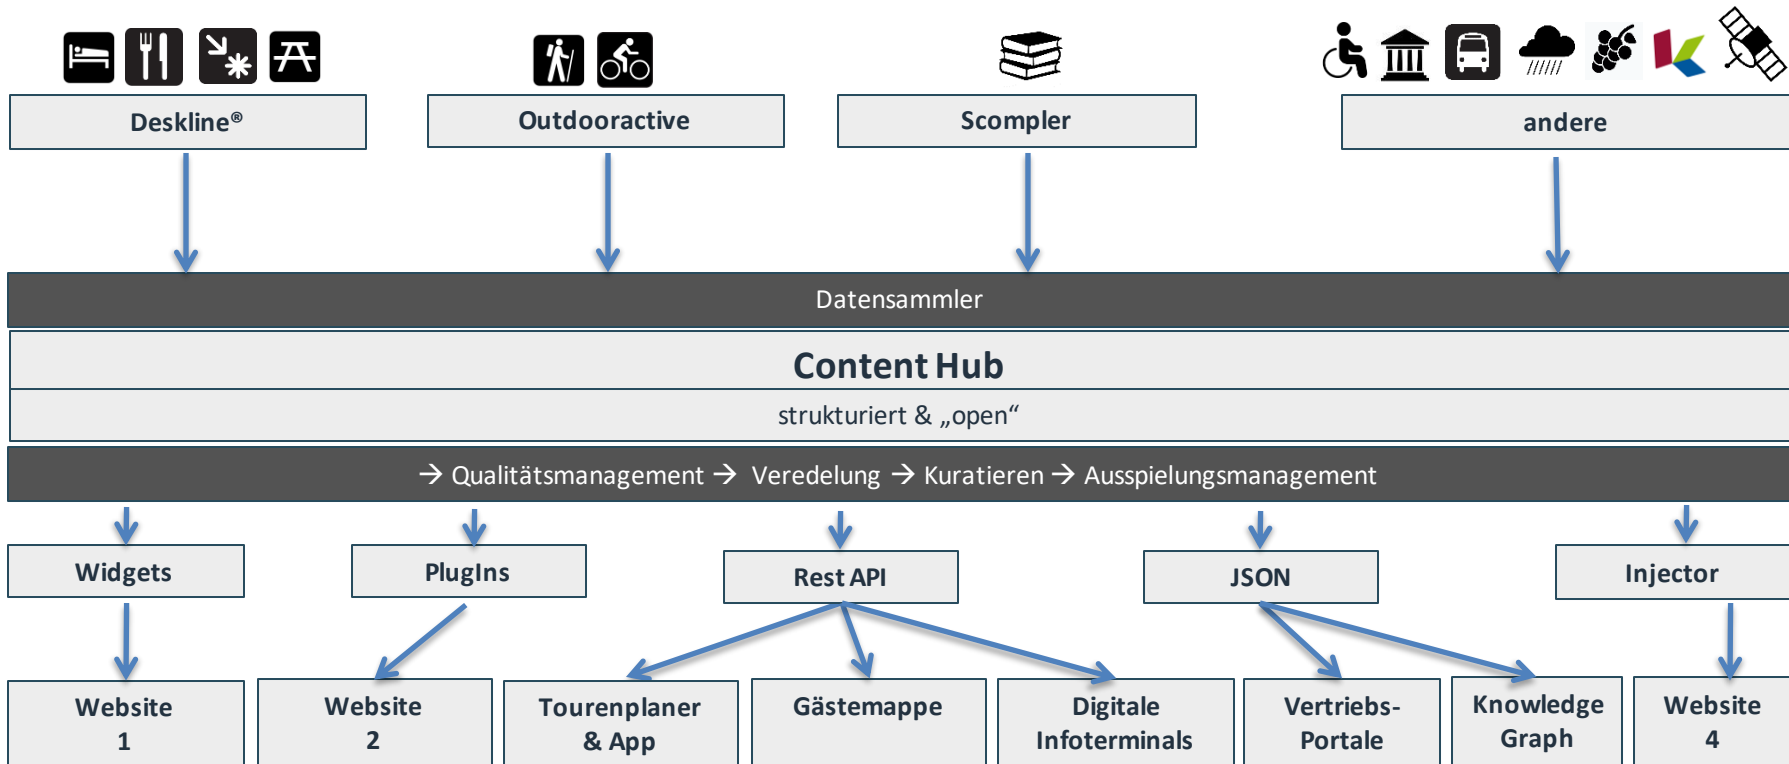 Deskline®
Outdooractive
Scompler
andere
Datensammler
Content Hub
strukturiert & „open“
→ Qualitätsmanagement → Veredelung → Kuratieren → Ausspielungsmanagement
Widgets
PlugIns
Rest API
JSON
Injector
Website
1
Website
2
Tourenplaner
& App
Gästemappe
Digitale
Infoterminals
Vertriebs-
Portale
Knowledge
Graph
Website
4